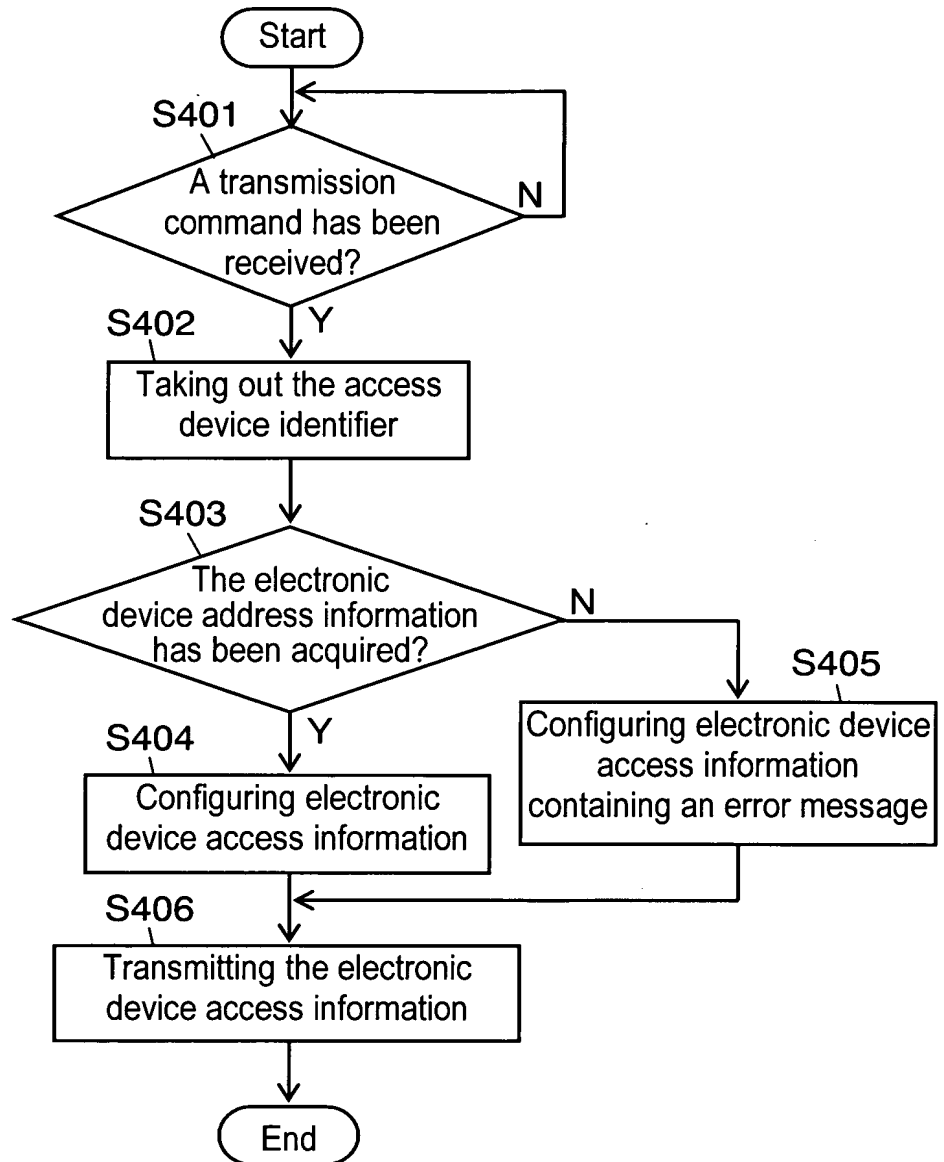 Start
S401
A transmission
command has been
received?
N
Y
S402
Taking out the access
device identifier
S403
The electronic
device address information
has been acquired?
N
Y
S405
Configuring electronic device
access information
containing an error message
S404
Configuring electronic
device access information
S406
Transmitting the electronic
device access information
End